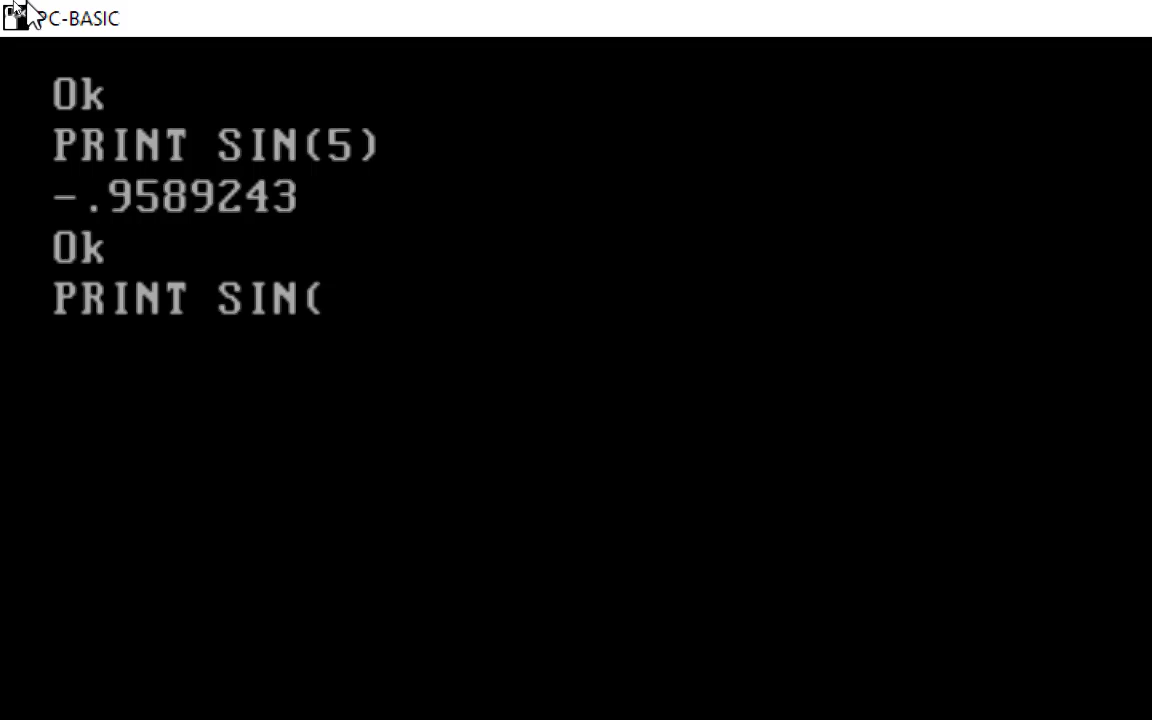 PC-BASIC
Ok
PRINT SIN(5)
-.9589243
Ok
PRINT SIN(